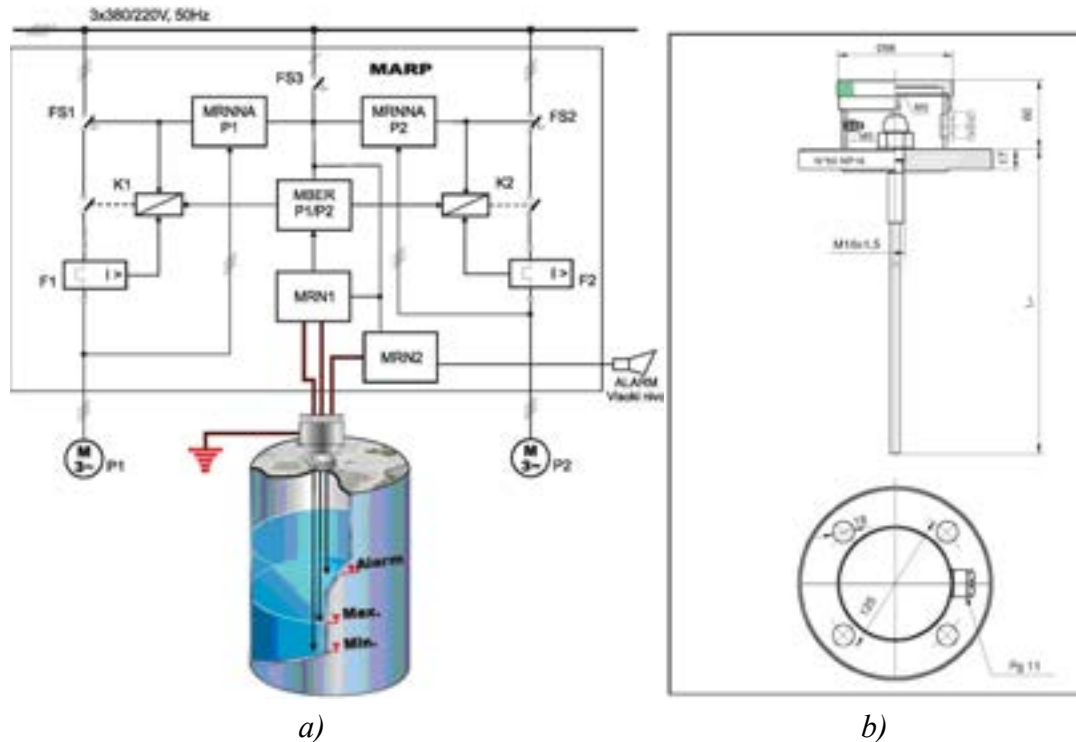 3x380/220V, 50Hz
MARP
FS3
FS1
MRNNA
P1
MRNNA
P2
FS2
K1
MBER
P1/P2
K2
F1
I >
MRN1
I >
F2
MRN2
ALARM
Visoki nivo
M
3~
P1
M
3~
P2
Alarm
Max.
Min.
M16x1,5
125
Pg 11
a)
b)